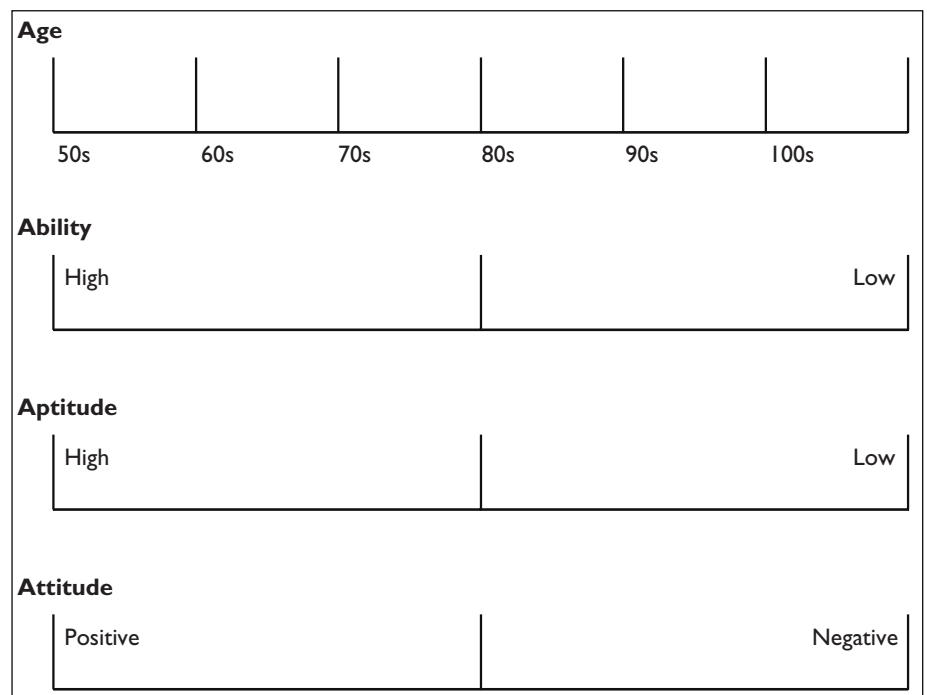 Age
50s 60s 70s 80s 90s 100s
Ability
High Low
Aptitude
High Low
Attitude
Positive Negative